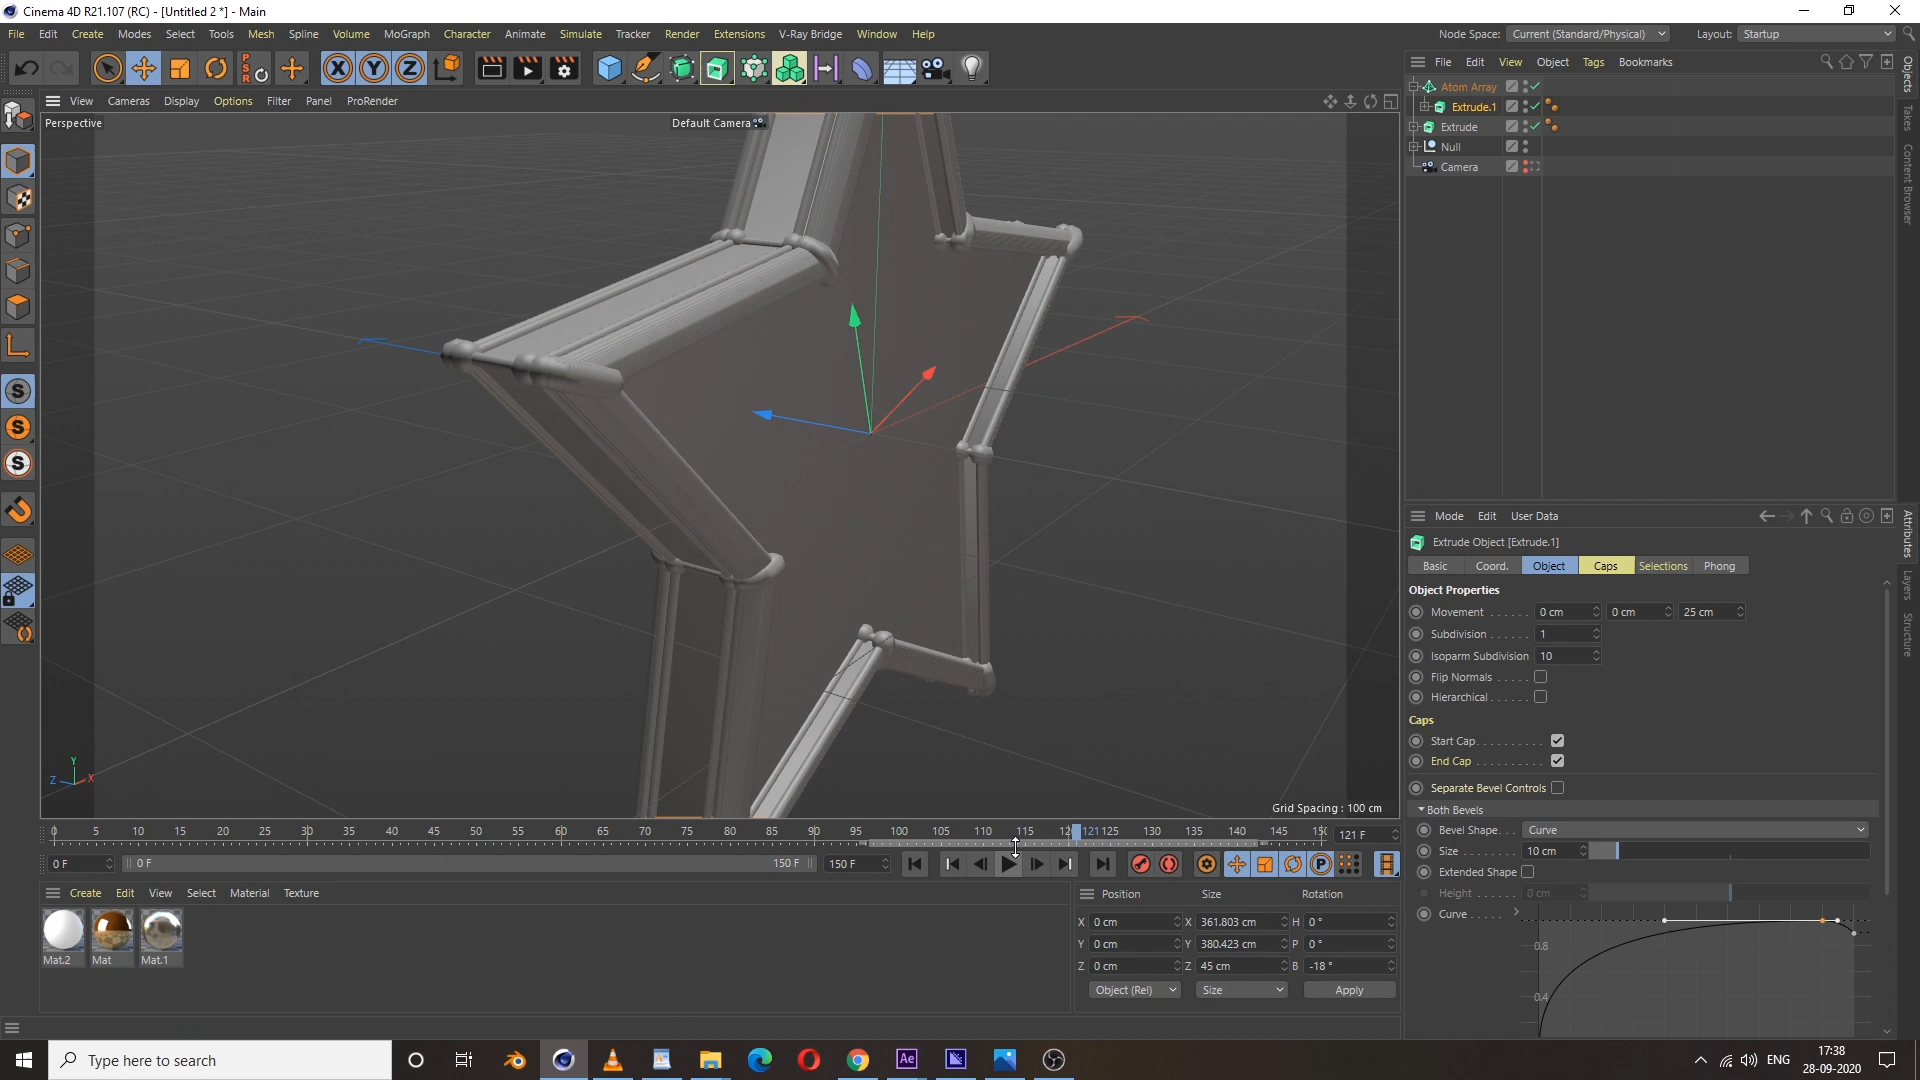 Cinema 4D R21.107 (RC) - [Untitled 2 *] - Main
File Edit Create Modes Select Tools Mesh Spline Volume MoGraph Character Animate Simulate Tracker Render Extensions V-Ray Bridge Window Help
Node Space: Current (Standard/Physical) Layout: Startup
PSR X Y Z
File Edit View Object Tags Bookmarks
View Cameras Display Options Filter Panel ProRender
Perspective
Default Camera
Atom Array
Extrude.1
Extrude
Null
Camera
Objects
Takes
Content Browser
Mode Edit User Data
Extrude Object [Extrude.1]
Basic Coord. Object Caps Selections Phong
Object Properties
Movement . . . . . . 0 cm 0 cm 25 cm
Subdivision . . . . . 1
Isoparm Subdivision 10
Flip Normals . . . . .
Hierarchical . . . . . .
Caps
Start Cap. . . . . . . . . .
End Cap . . . . . . . . . .
Separate Bevel Controls
Both Bevels
Bevel Shape. . . Curve
Size . . . . . . . . 10 cm
Extended Shape
Height . . . . . . 0 cm
Curve . . . . .
0.8
0.4
Attributes
Layers
Structure
Y
Z X
Grid Spacing : 100 cm
0 5 10 15 20 25 30 35 40 45 50 55 60 65 70 75 80 85 90 95 100 105 110 115 121 125 130 135 140 145 121 F
0 F 0 F 150 F 150 F
Create Edit View Select Material Texture
Mat.2 Mat Mat.1
Position Size Rotation
X 0 cm X 361.803 cm H 0 °
Y 0 cm Y 380.423 cm P 0 °
Z 0 cm Z 45 cm B -18 °
Object (Rel) Size Apply
Type here to search
Ae
ENG
17:38
28-09-2020